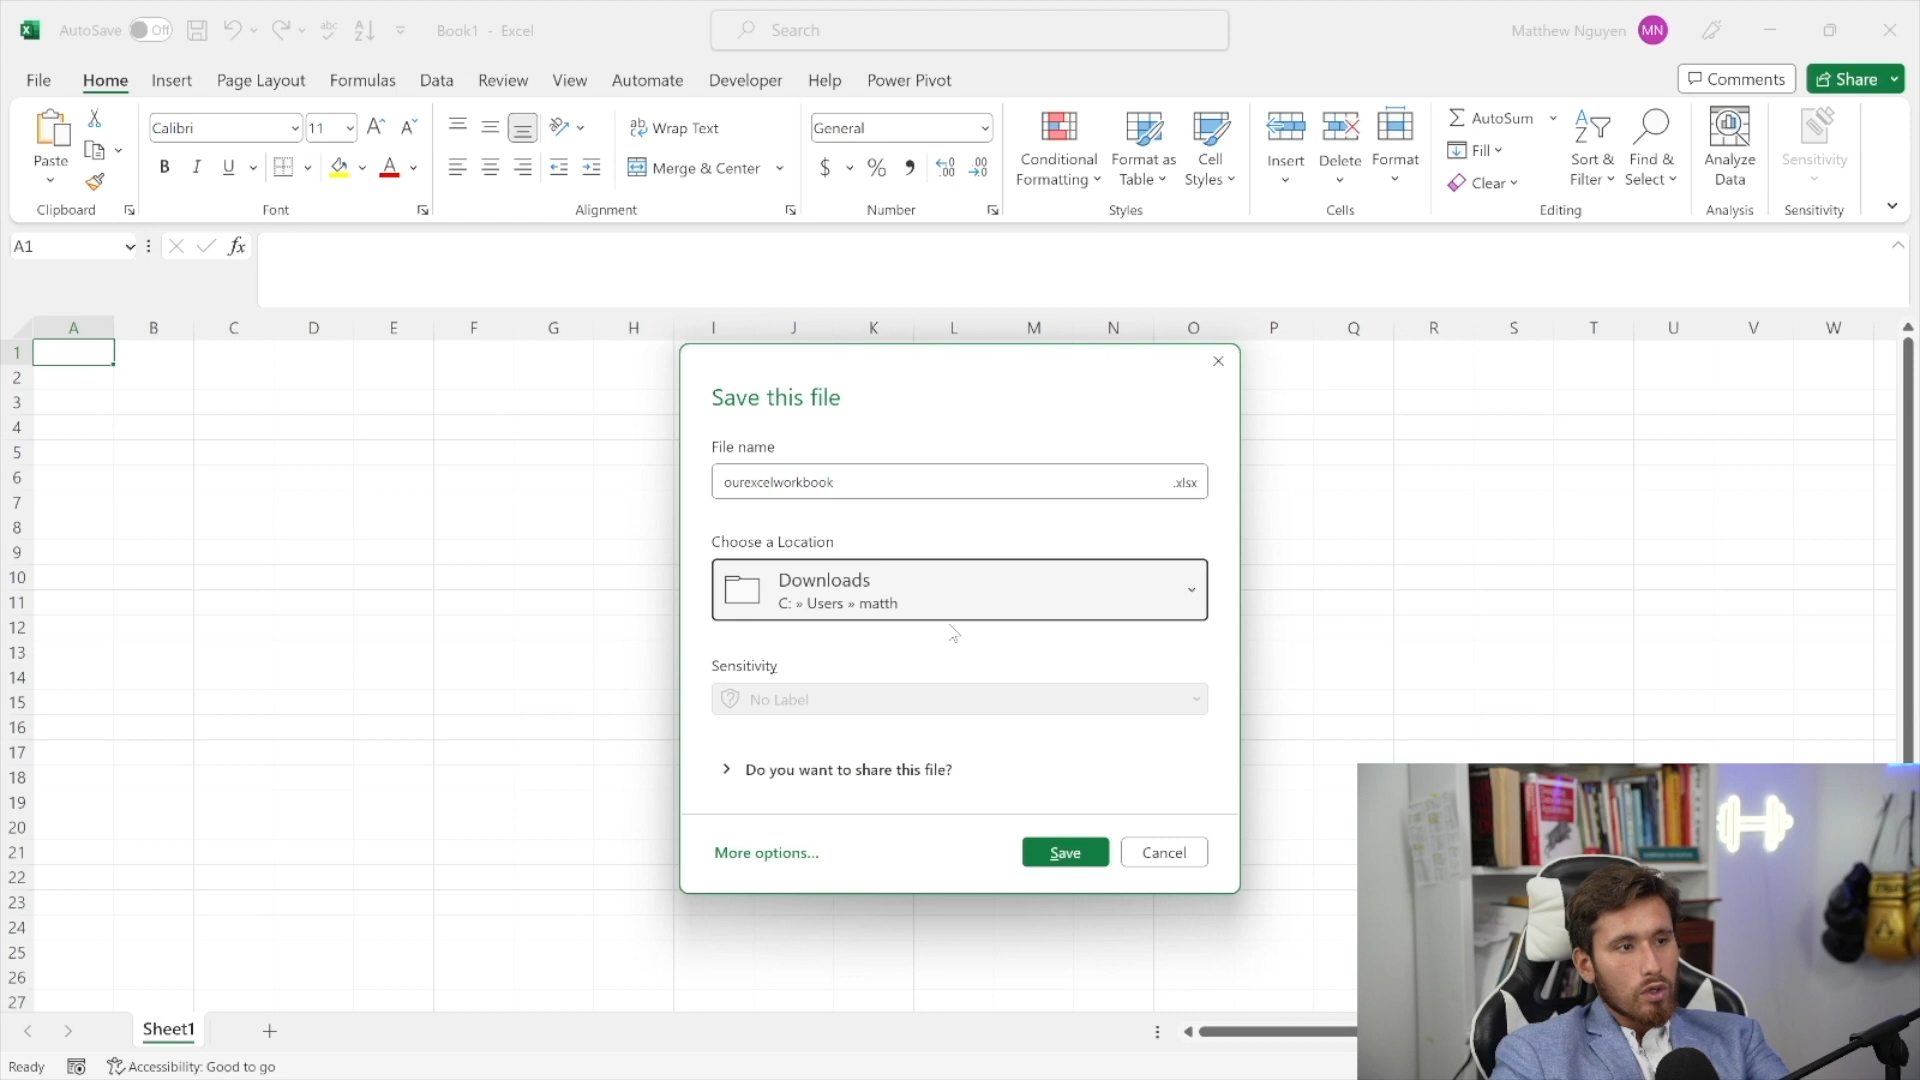 AutoSave Off Book1 - Excel Search Matthew Nguyen MN
File Home Insert Page Layout Formulas Data Review View Automate Developer Help Power Pivot Comments Share
Paste
Clipboard
Calibri 11
B I U A
Font
ab Wrap Text
Merge & Center
Alignment
General
$ % 9 .00 .00
Number
Conditional Formatting
Format as Table
Cell Styles
Styles
Insert Delete Format
Cells
AutoSum
Fill
Clear
Sort & Filter
Find & Select
Editing
Analyze Data
Analysis
Sensitivity
Sensitivity
A1 fx
A B C D E F G H I J K L M N O P Q R S T U V W
1
2
3
4
5
6
7
8
9
10
11
12
13
14
15
16
17
18
19
20
21
22
23
24
25
26
27
Save this file
File name
ourexcelworkbook .xlsx
Choose a Location
Downloads
C: » Users » matth
Sensitivity
No Label
Do you want to share this file?
More options... Save Cancel
Sheet1
Ready Accessibility: Good to go